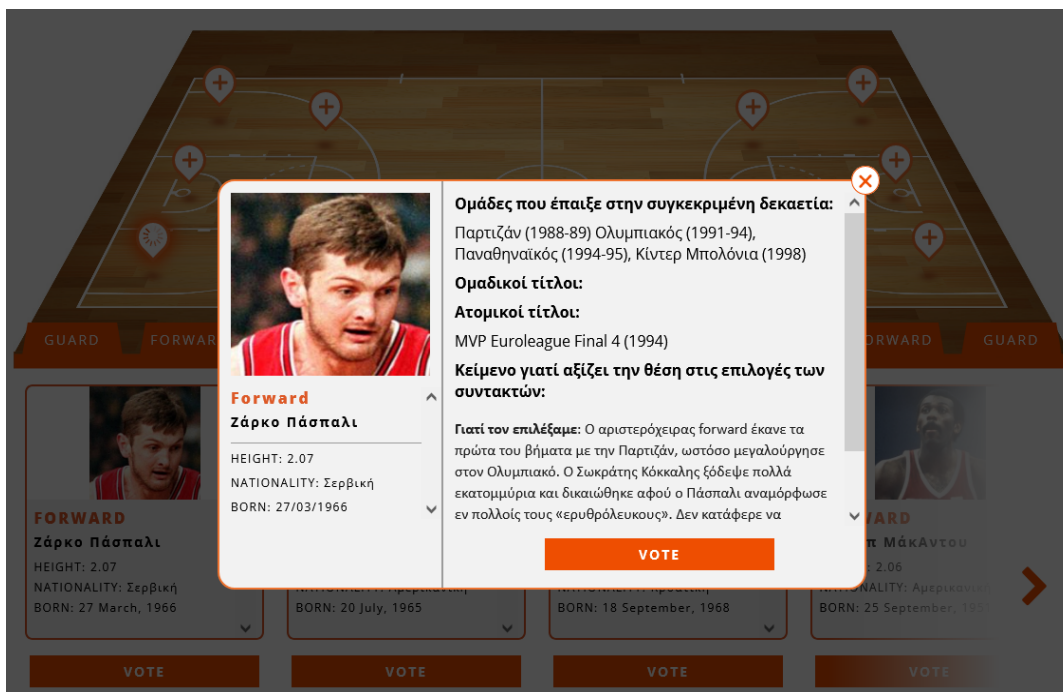 GUARD
FORWAR
ORWARD
GUARD
Ομάδες που έπαιξε στην συγκεκριμένη δεκαετία:
Παρτιζάν (1988-89) Ολυμπιακός (1991-94),
Παναθηναϊκός (1994-95), Κίντερ Μπολόνια (1998)
Ομαδικοί τίτλοι:
Ατομικοί τίτλοι:
MVP Euroleague Final 4 (1994)
Κείμενο γιατί αξίζει την θέση στις επιλογές των
συντακτών:
Γιατί τον επιλέξαμε: Ο αριστερόχειρας forward έκανε τα
πρώτα του βήματα με την Παρτιζάν, ωστόσο μεγαλούργησε
στον Ολυμπιακό. Ο Σωκράτης Κόκκαλης ξόδεψε πολλά
εκατομμύρια και δικαιώθηκε αφού ο Πάσπαλι αναμόρφωσε
εν πολλοίς τους «ερυθρόλευκους». Δεν κατάφερε να
VOTE
Forward
Ζάρκο Πάσπαλι
HEIGHT: 2.07
NATIONALITY: Σερβική
BORN: 27/03/1966
FORWARD
Ζάρκο Πάσπαλι
HEIGHT: 2.07
NATIONALITY: Σερβική
BORN: 27 March, 1966
VOTE
BORN: 20 July, 1965
VOTE
BORN: 18 September, 1968
VOTE
WARD
π ΜάκΑντου
: 2.06
NATIONALITY: Αμερικανι
BORN: 25 September,
VOTE